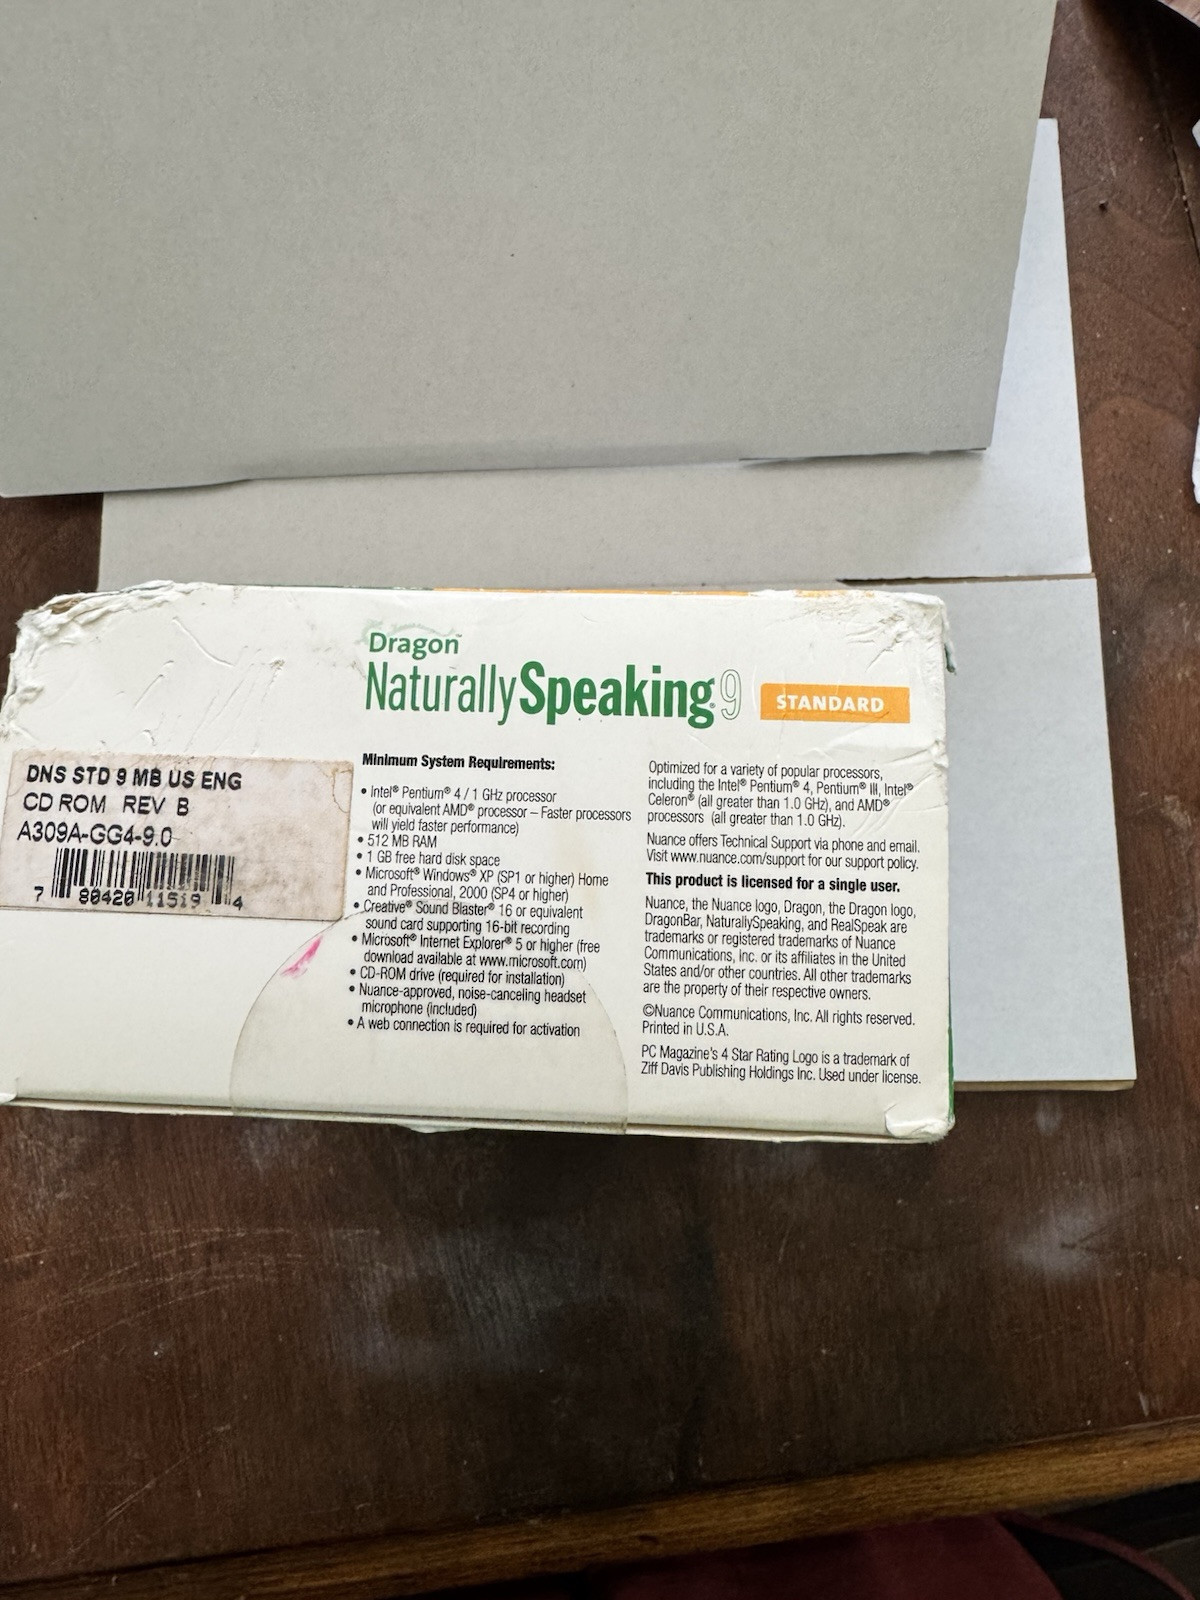 Dragon™
NaturallySpeaking® 9
STANDARD
DNS STD 9 MB US ENG
CD ROM REV B
A309A-GG4-9.0
7 80420 11519 4
Minimum System Requirements:
• Intel® Pentium® 4 / 1 GHz processor
(or equivalent AMD® processor – Faster processors
will yield faster performance)
• 512 MB RAM
• 1 GB free hard disk space
• Microsoft® Windows® XP (SP1 or higher) Home
and Professional, 2000 (SP4 or higher)
• Creative® Sound Blaster® 16 or equivalent
sound card supporting 16-bit recording
• Microsoft® Internet Explorer® 5 or higher (free
download available at www.microsoft.com)
• CD-ROM drive (required for installation)
• Nuance-approved, noise-canceling headset
microphone (included)
• A web connection is required for activation
Optimized for a variety of popular processors,
including the Intel® Pentium® 4, Pentium® III, Intel®
Celeron® (all greater than 1.0 GHz), and AMD®
processors (all greater than 1.0 GHz).
Nuance offers Technical Support via phone and email.
Visit www.nuance.com/support for our support policy.
This product is licensed for a single user.
Nuance, the Nuance logo, Dragon, the Dragon logo,
DragonBar, NaturallySpeaking, and RealSpeak are
trademarks or registered trademarks of Nuance
Communications, Inc. or its affiliates in the United
States and/or other countries. All other trademarks
are the property of their respective owners.
©Nuance Communications, Inc. All rights reserved.
Printed in U.S.A.
PC Magazine's 4 Star Rating Logo is a trademark of
Ziff Davis Publishing Holdings Inc. Used under license.